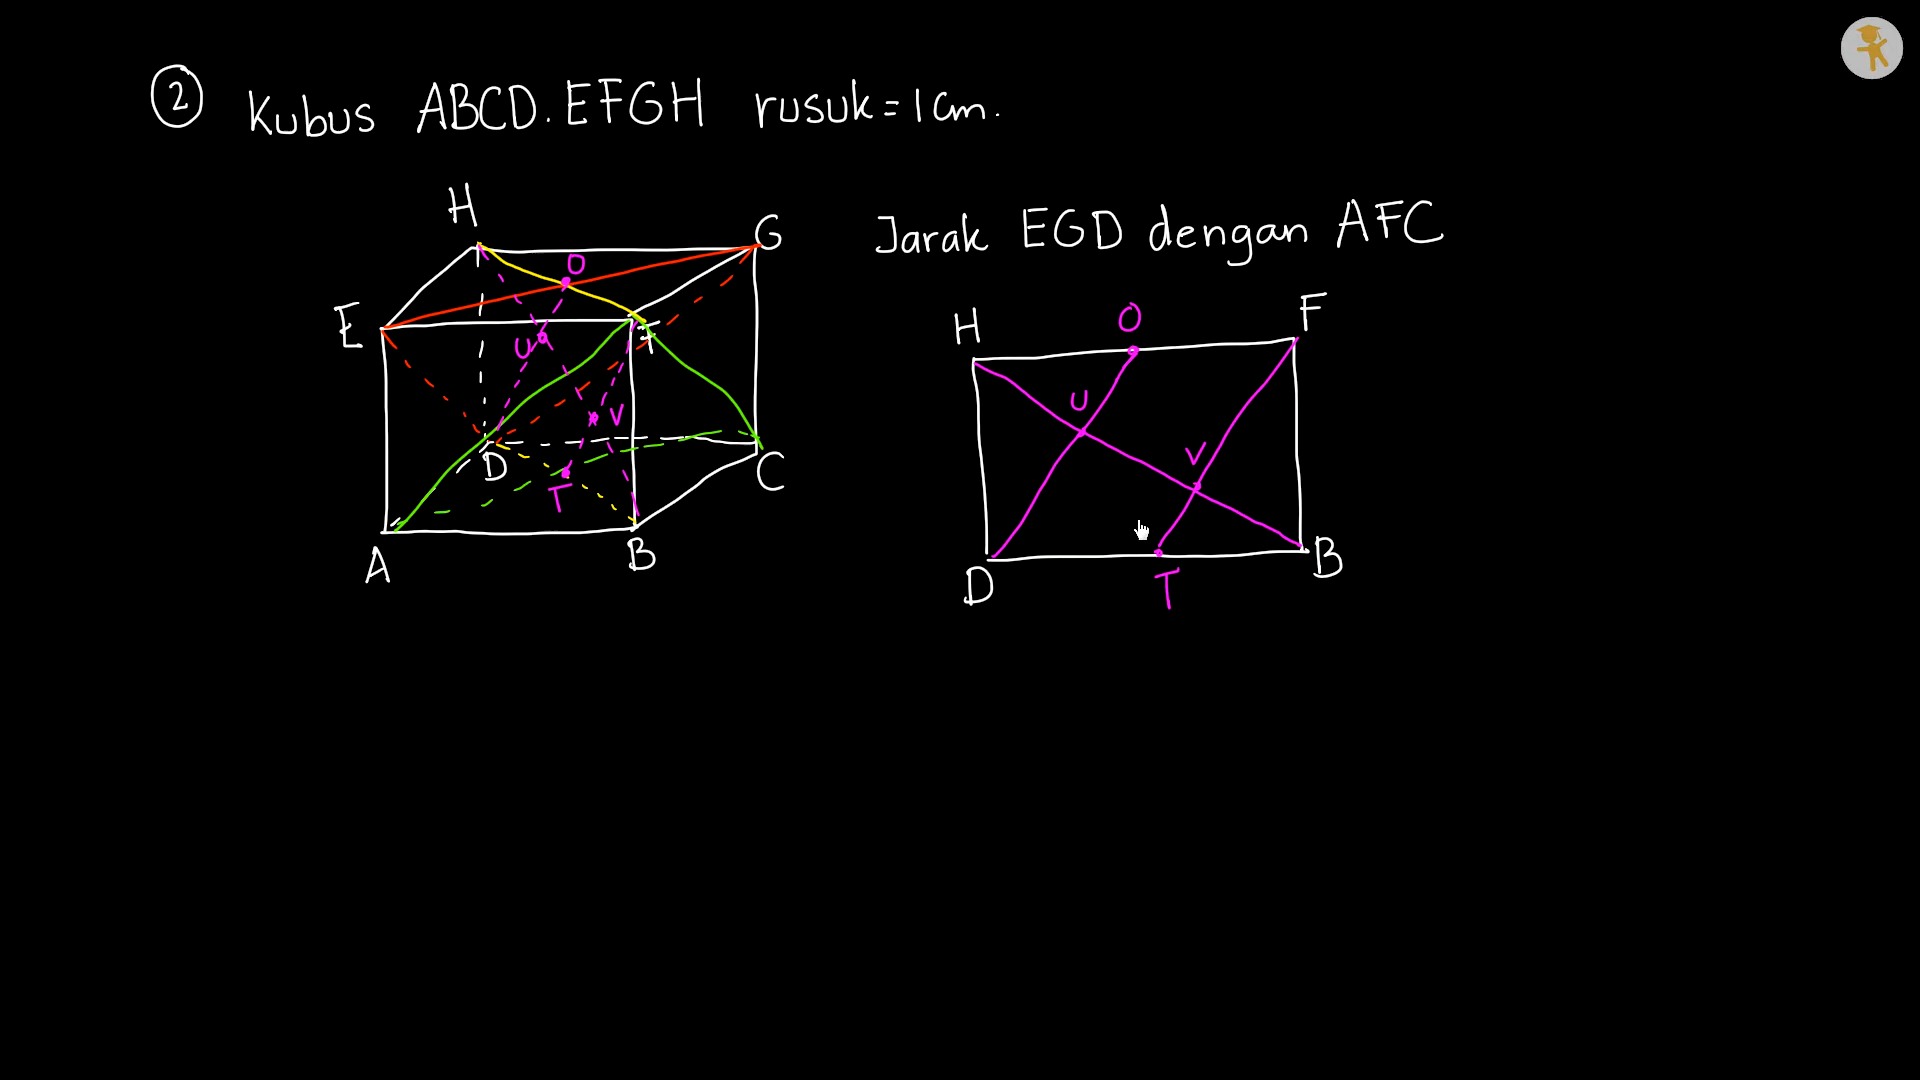 ② Kubus ABCD.EFGH rusuk = 1 cm.
Jarak EGD dengan AFC
H
G
O
E
F
U
V
D
T
C
A
B
H
O
F
U
V
D
T
B